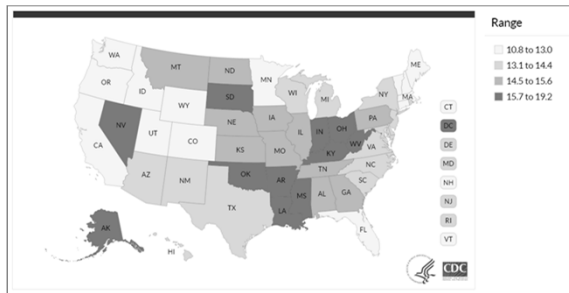 Range
10.8 to 13.0
13.1 to 14.4
14.5 to 15.6
15.7 to 19.2
WA
MT
ND
MN
ME
OR
ID
SD
WI
MI
NY
MA
WY
NE
IA
PA
NV
UT
CO
KS
MO
IL
IN
OH
WV
VA
KY
CA
AZ
NM
OK
AR
TN
NC
SC
MS
AL
GA
TX
LA
FL
AK
HI
CT
DC
DE
MD
NH
NJ
RI
VT
CDC